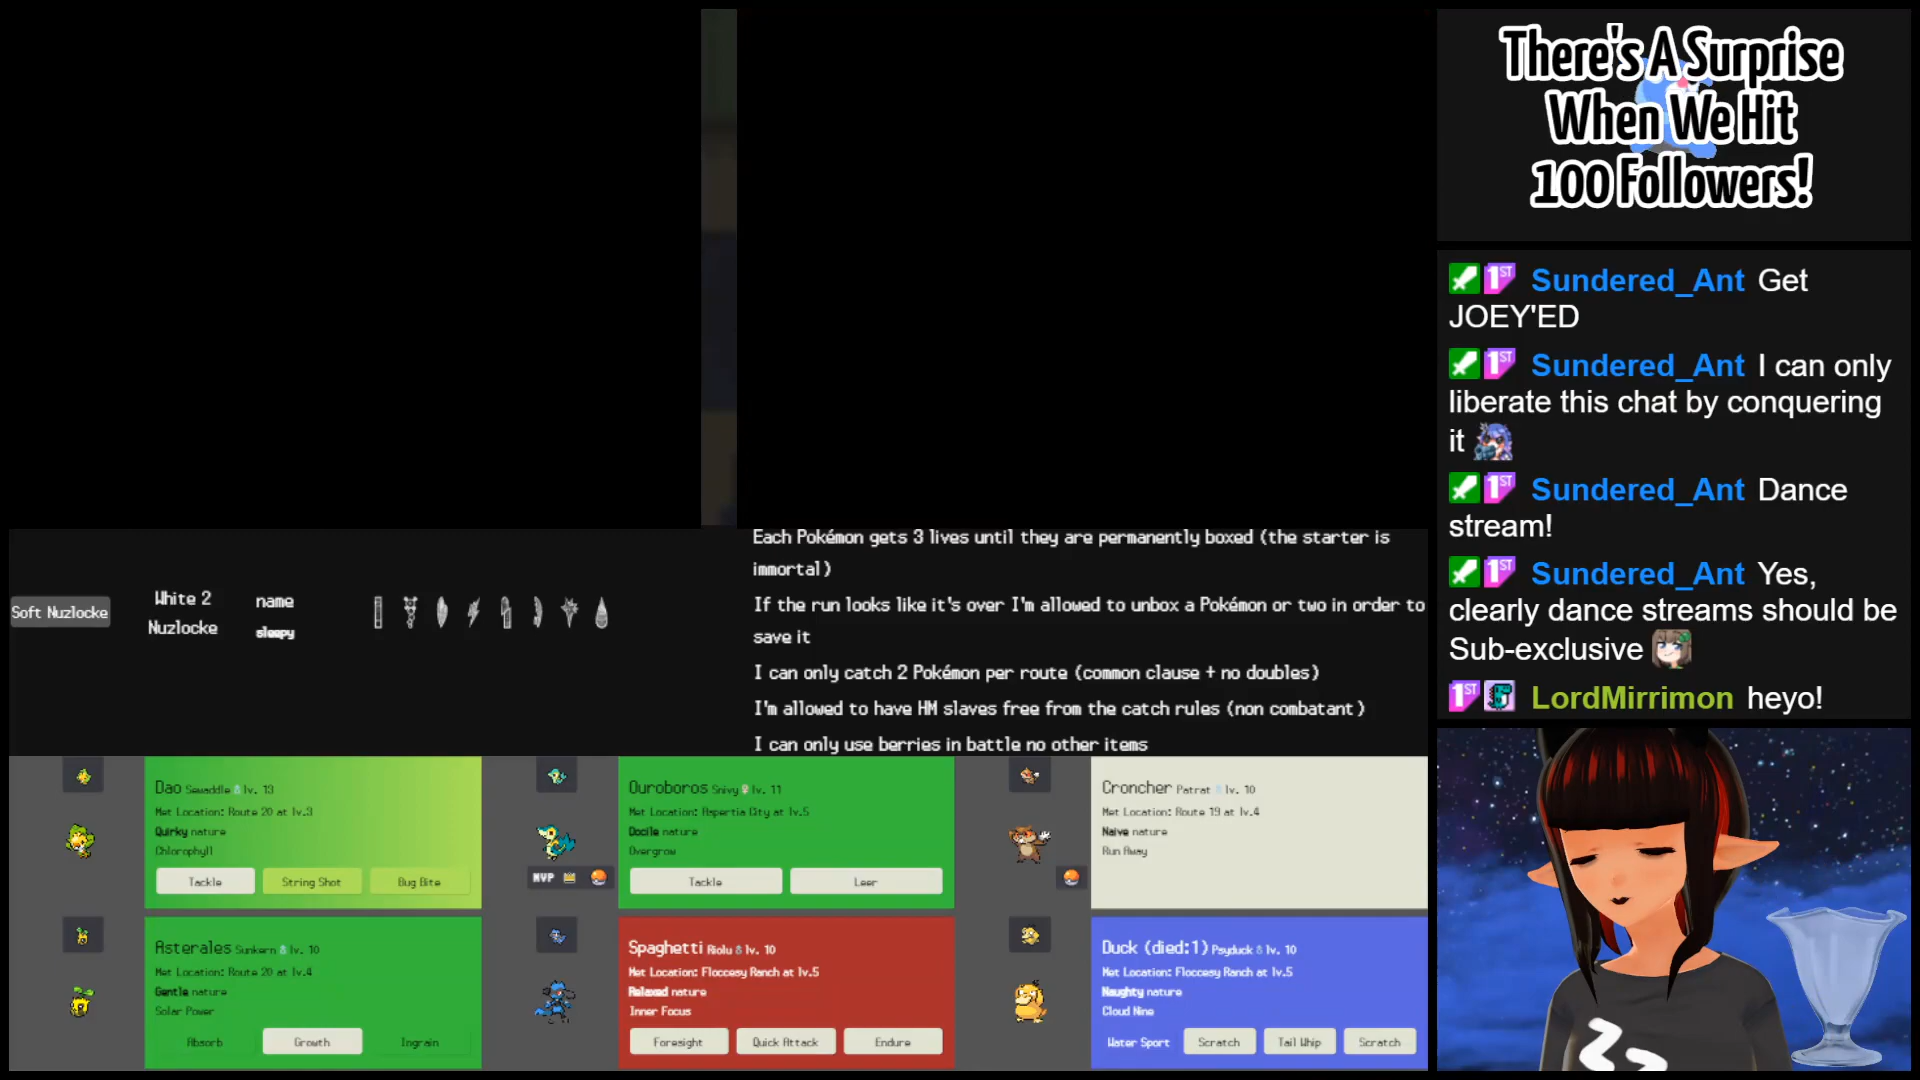 There's A Surprise
When We Hit
100 Followers!
Sundered_Ant Get
JOEY'ED
Sundered_Ant I can only
liberate this chat by conquering
it
Sundered_Ant Dance
stream!
Sundered_Ant Yes,
clearly dance streams should be
Sub-exclusive
LordMirrimon heyo!
Soft Nuzlocke
White 2
Nuzlocke
name
sleepy
Each Pokémon gets 3 lives until they are permanently boxed (the starter is
immortal)
If the run looks like it's over I'm allowed to unbox a Pokémon or two in order to
save it
I can only catch 2 Pokémon per route (common clause + no doubles)
I'm allowed to have HM slaves free from the catch rules (non combatant)
I can only use berries in battle no other items
Dao Sewaddle ♂ lv. 13
Met Location: Route 20 at lv.3
Quirky nature
Chlorophyll
Tackle
String Shot
Bug Bite
MVP
Ouroboros Snivy ♀ lv. 11
Met Location: Aspertia City at lv.5
Docile nature
Overgrow
Tackle
Leer
Croncher Patrat ♂ lv. 10
Met Location: Route 19 at lv.4
Naive nature
Run Away
Asterales Sunkern ♂ lv. 10
Met Location: Route 20 at lv.4
Gentle nature
Solar Power
Absorb
Growth
Ingrain
Spaghetti Riolu ♂ lv. 10
Met Location: Floccesy Ranch at lv.5
Relaxed nature
Inner Focus
Foresight
Quick Attack
Endure
Duck (died:1) Psyduck ♂ lv. 10
Met Location: Floccesy Ranch at lv.5
Naughty nature
Cloud Nine
Water Sport
Scratch
Tail Whip
Scratch